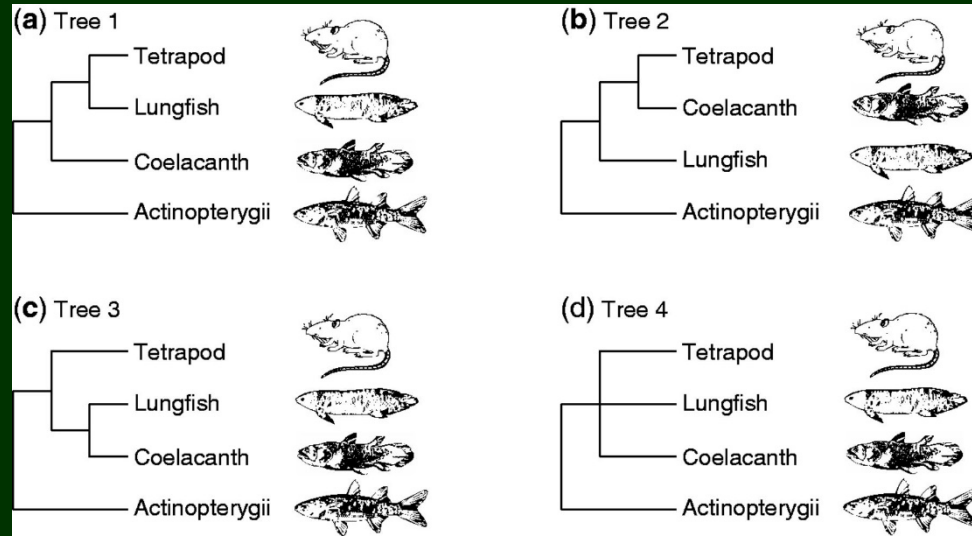 (a) Tree 1
Tetrapod
Lungfish
Coelacanth
Actinopterygii
(b) Tree 2
Tetrapod
Coelacanth
Lungfish
Actinopterygii
(c) Tree 3
Tetrapod
Lungfish
Coelacanth
Actinopterygii
(d) Tree 4
Tetrapod
Lungfish
Coelacanth
Actinopterygii